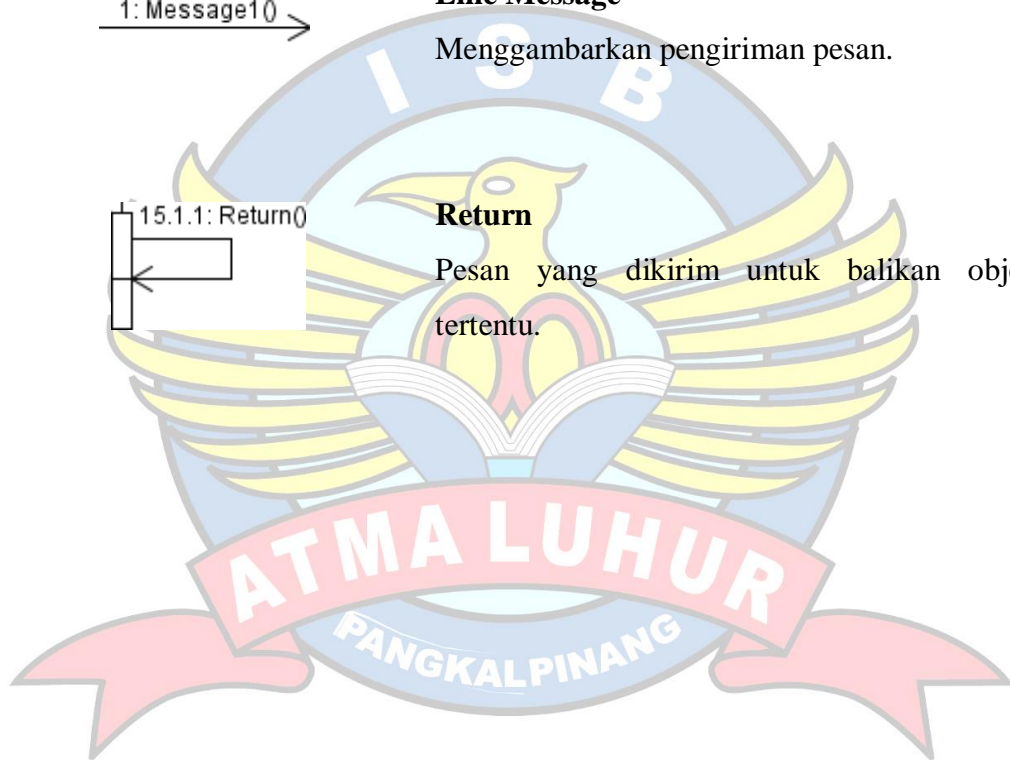 1: Message1()
Line Message
Menggambarkan pengiriman pesan.
15.1.1: Return()
Return
Pesan yang dikirim untuk balikan
tertentu.
I S B
ATMA LUHUR
PANGKALPINANG